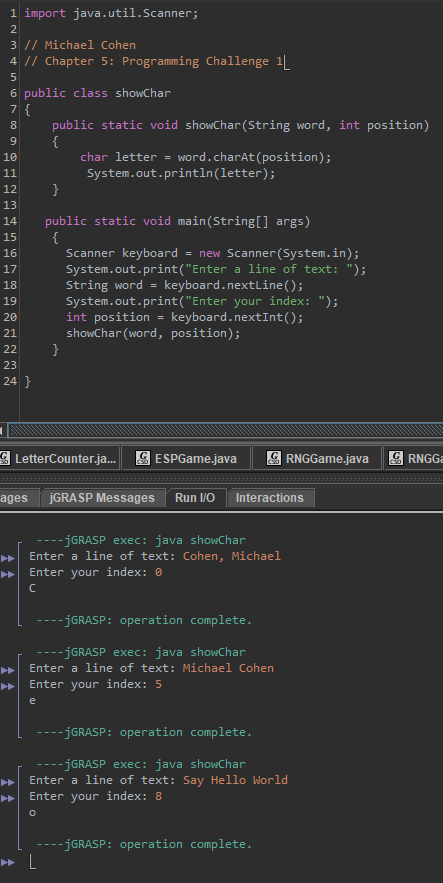 1 import java.util.Scanner;
2
3 // Michael Cohen
4 // Chapter 5: Programming Challenge 1
5
6 public class showChar
7 {
8 public static void showChar(String word, int position)
9 {
10 char letter = word.charAt(position);
11 System.out.println(letter);
12 }
13
14 public static void main(String[] args)
15 {
16 Scanner keyboard = new Scanner(System.in);
17 System.out.print("Enter a line of text: ");
18 String word = keyboard.nextLine();
19 System.out.print("Enter your index: ");
20 int position = keyboard.nextInt();
21 showChar(word, position);
22 }
23
24 }
G CSD LetterCounter.ja... G CSD ESPGame.java G CSD RNGGame.java G CSD RNGGa
ages jGRASP Messages Run I/O Interactions
----jGRASP exec: java showChar
Enter a line of text: Cohen, Michael
Enter your index: 0
C
----jGRASP: operation complete.
----jGRASP exec: java showChar
Enter a line of text: Michael Cohen
Enter your index: 5
e
----jGRASP: operation complete.
----jGRASP exec: java showChar
Enter a line of text: Say Hello World
Enter your index: 8
o
----jGRASP: operation complete.